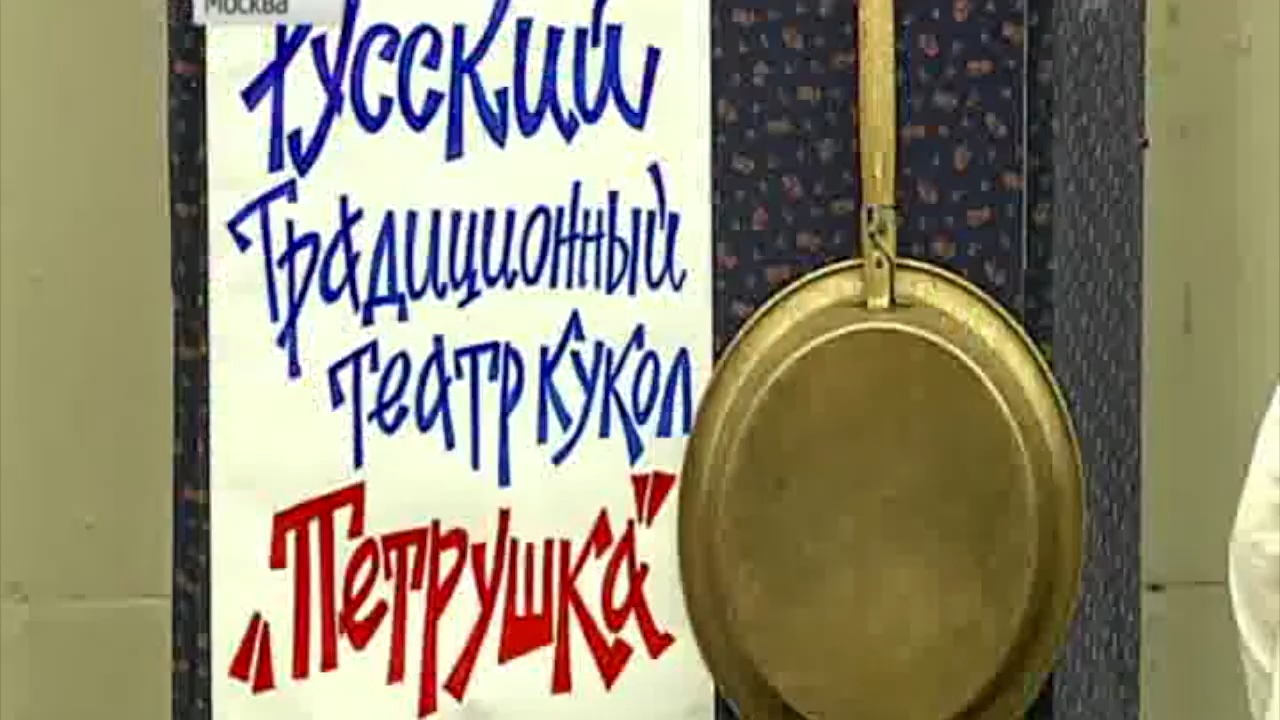 Москва
Русский
Традиционный
театр кукол
„Петрушка"